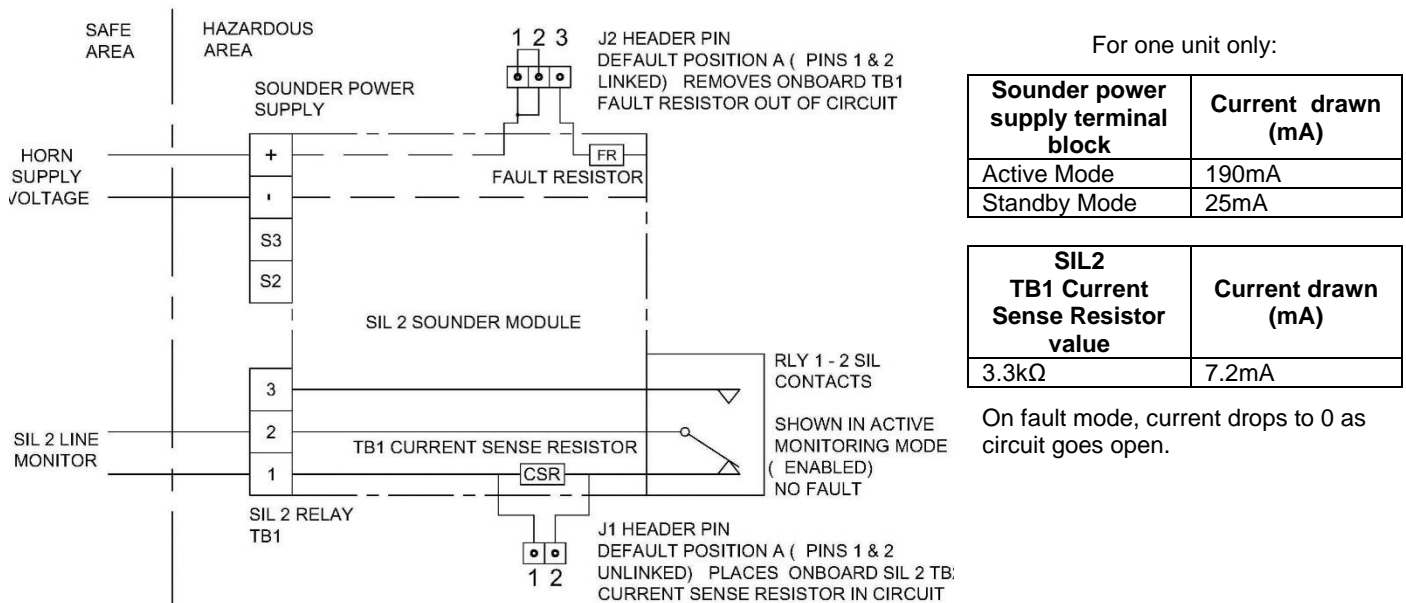 SAFE
AREA
HAZARDOUS
AREA
1 2 3
J2 HEADER PIN
DEFAULT POSITION A ( PINS 1 & 2
LINKED) REMOVES ONBOARD TB1
FAULT RESISTOR OUT OF CIRCUIT
SOUNDER POWER
SUPPLY
HORN
SUPPLY
VOLTAGE
+
-
S3
S2
FR
FAULT RESISTOR
SIL 2 SOUNDER MODULE
RLY 1 - 2 SIL
CONTACTS
SHOWN IN ACTIVE
MONITORING MODE
( ENABLED)
NO FAULT
3
2
1
SIL 2 LINE
MONITOR
TB1 CURRENT SENSE RESISTOR
CSR
SIL 2 RELAY
TB1
1 2
J1 HEADER PIN
DEFAULT POSITION A ( PINS 1 & 2
UNLINKED) PLACES ONBOARD SIL 2 TB
CURRENT SENSE RESISTOR IN CIRCUIT
For one unit only:
Sounder power
supply terminal
block
Current drawn
(mA)
Active Mode
190mA
Standby Mode
25mA
SIL2
TB1 Current
Sense Resistor
value
Current drawn
(mA)
3.3kΩ
7.2mA
On fault mode, current drops to 0 as
circuit goes open.